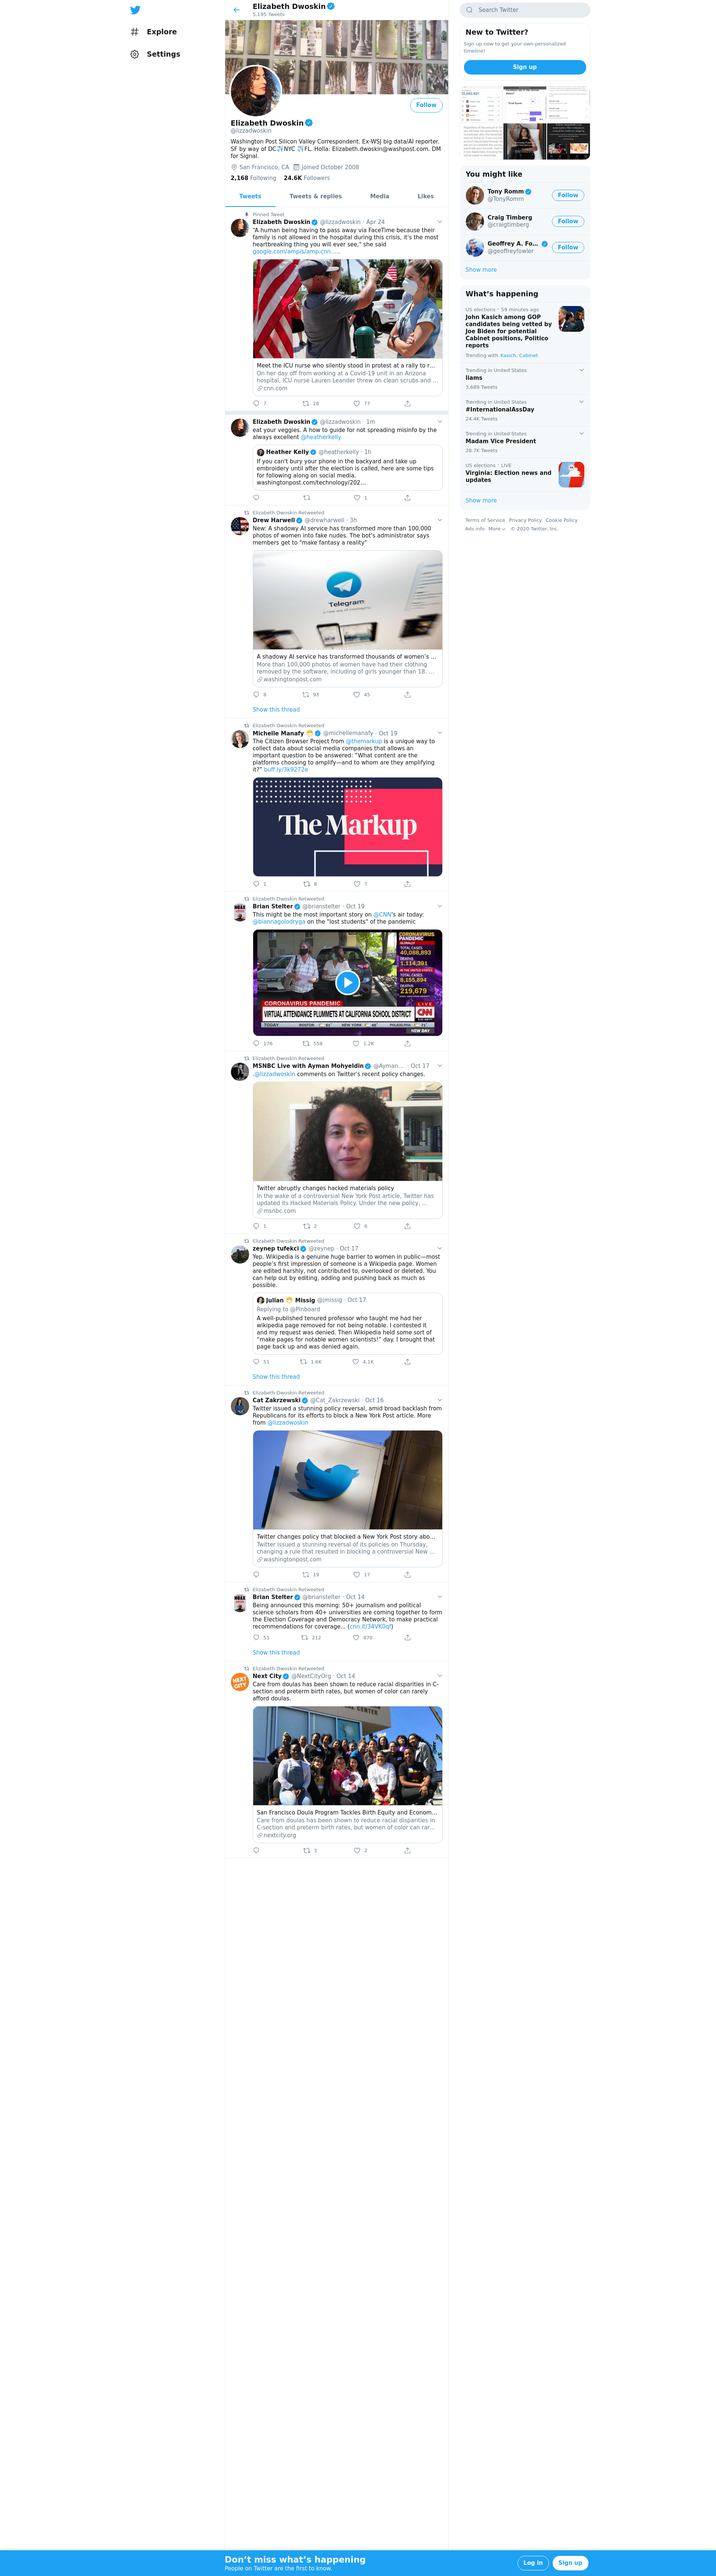 Explore
Settings
Elizabeth Dwoskin
5,195 Tweets
Follow
Elizabeth Dwoskin
@lizzadwoskin
Washington Post Silicon Valley Correspondent. Ex-WSJ big data/AI reporter.
SF by way of DC✈️NYC ✈️FL. Holla: Elizabeth.dwoskin@washpost.com. DM
for Signal.
San Francisco, CA Joined October 2008
2,168 Following 24.6K Followers
Tweets Tweets & replies Media Likes
Pinned Tweet
Elizabeth Dwoskin @lizzadwoskin · Apr 24
"A human being having to pass away via FaceTime because their
family is not allowed in the hospital during this crisis, it's the most
heartbreaking thing you will ever see," she said
google.com/amp/s/amp.cnn.…
Meet the ICU nurse who silently stood in protest at a rally to r…
On her day off from working at a Covid-19 unit in an Arizona
hospital, ICU nurse Lauren Leander threw on clean scrubs and …
cnn.com
7 28 77
Elizabeth Dwoskin @lizzadwoskin · 1m
eat your veggies. A how to guide for not spreading misinfo by the
always excellent @heatherkelly
Heather Kelly @heatherkelly · 1h
If you can't bury your phone in the backyard and take up
embroidery until after the election is called, here are some tips
for following along on social media.
washingtonpost.com/technology/202…
1
Elizabeth Dwoskin Retweeted
Drew Harwell @drewharwell · 3h
New: A shadowy AI service has transformed more than 100,000
photos of women into fake nudes. The bot's administrator says
members get to "make fantasy a reality"
Telegram
a new era of messaging
A shadowy AI service has transformed thousands of women's …
More than 100,000 photos of women have had their clothing
removed by the software, including of girls younger than 18. …
washingtonpost.com
8 93 45
Show this thread
Elizabeth Dwoskin Retweeted
Michelle Manafy 😷 @michellemanafy · Oct 19
The Citizen Browser Project from @themarkup is a unique way to
collect data about social media companies that allows an
important question to be answered: "What content are the
platforms choosing to amplify—and to whom are they amplifying
it?" buff.ly/3k9272e
The Markup
1 8 7
Elizabeth Dwoskin Retweeted
Brian Stelter @brianstelter · Oct 19
This might be the most important story on @CNN's air today:
@biannagolodryga on the "lost students" of the pandemic
CORONAVIRUS
PANDEMIC
GLOBALLY
TOTAL CASES
40,088,893
DEATHS
1,114,391
IN THE UNITED STATES
TOTAL CASES
8,155,894
DEATHS
219,679
CORONAVIRUS PANDEMIC
VIRTUAL ATTENDANCE PLUMMETS AT CALIFORNIA SCHOOL DISTRICT
LIVE
CNN
TODAY BOSTON 61° NEW YORK 66° PHILADELPHIA 71°
NEW DAY
176 558 1.2K
Elizabeth Dwoskin Retweeted
MSNBC Live with Ayman Mohyeldin @Ayman… · Oct 17
.@lizzadwoskin comments on Twitter's recent policy changes.
Twitter abruptly changes hacked materials policy
In the wake of a controversial New York Post article, Twitter has
updated its Hacked Materials Policy. Under the new policy, …
msnbc.com
1 2 6
Elizabeth Dwoskin Retweeted
zeynep tufekci @zeynep · Oct 17
Yep. Wikipedia is a genuine huge barrier to women in public—most
people's first impression of someone is a Wikipedia page. Women
are edited harshly, not contributed to, overlooked or deleted. You
can help out by editing, adding and pushing back as much as
possible.
Julian 😷 Missig @jmissig · Oct 17
Replying to @Pinboard
A well-published tenured professor who taught me had her
wikipedia page removed for not being notable. I contested it
and my request was denied. Then Wikipedia held some sort of
"make pages for notable women scientists!" day. I brought that
page back up and was denied again.
51 1.6K 4.1K
Show this thread
Elizabeth Dwoskin Retweeted
Cat Zakrzewski @Cat_Zakrzewski · Oct 16
Twitter issued a stunning policy reversal, amid broad backlash from
Republicans for its efforts to block a New York Post article. More
from @lizzadwoskin
Twitter changes policy that blocked a New York Post story abo…
Twitter issued a stunning reversal of its policies on Thursday,
changing a rule that resulted in blocking a controversial New …
washingtonpost.com
19 17
Elizabeth Dwoskin Retweeted
Brian Stelter @brianstelter · Oct 14
Being announced this morning: 50+ journalism and political
science scholars from 40+ universities are coming together to form
the Election Coverage and Democracy Network, to make practical
recommendations for coverage... (cnn.it/34VK0qf)
51 212 870
Show this thread
Elizabeth Dwoskin Retweeted
NEXT CITY
Next City @NextCityOrg · Oct 14
Care from doulas has been shown to reduce racial disparities in C-
section and preterm birth rates, but women of color can rarely
afford doulas.
San Francisco Doula Program Tackles Birth Equity and Econom…
Care from doulas has been shown to reduce racial disparities in
C-section and preterm birth rates, but women of color can rar…
nextcity.org
3 2
Search Twitter
New to Twitter?
Sign up now to get your own personalized
timeline!
Sign up
You might like
Tony Romm
@TonyRomm
Follow
Craig Timberg
@craigtimberg
Follow
Geoffrey A. Fo…
@geoffreyfowler
Follow
Show more
What's happening
US elections · 59 minutes ago
John Kasich among GOP
candidates being vetted by
Joe Biden for potential
Cabinet positions, Politico
reports
Trending with Kasich, Cabinet
Trending in United States
liams
3,689 Tweets
Trending in United States
#InternationalAssDay
24.4K Tweets
Trending in United States
Madam Vice President
28.7K Tweets
US elections · LIVE
Virginia: Election news and
updates
Show more
Terms of Service Privacy Policy Cookie Policy
Ads info More © 2020 Twitter, Inc.
Don't miss what's happening
People on Twitter are the first to know.
Log in Sign up